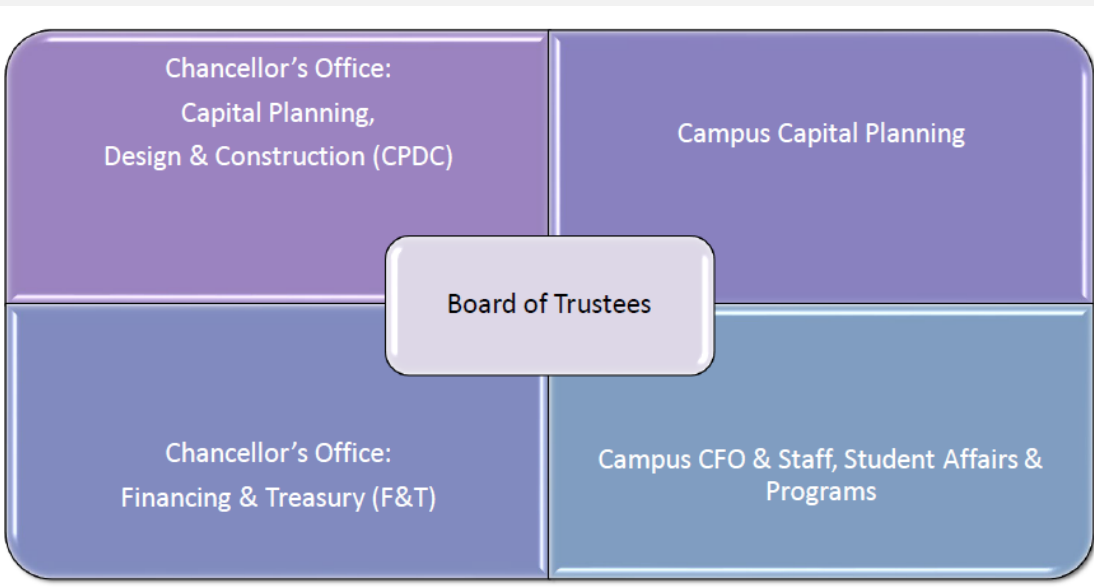 Chancellor’s Office:
Capital Planning,
Design & Construction (CPDC)
Campus Capital Planning
Board of Trustees
Chancellor’s Office:
Financing & Treasury (F&T)
Campus CFO & Staff, Student Affairs &
Programs